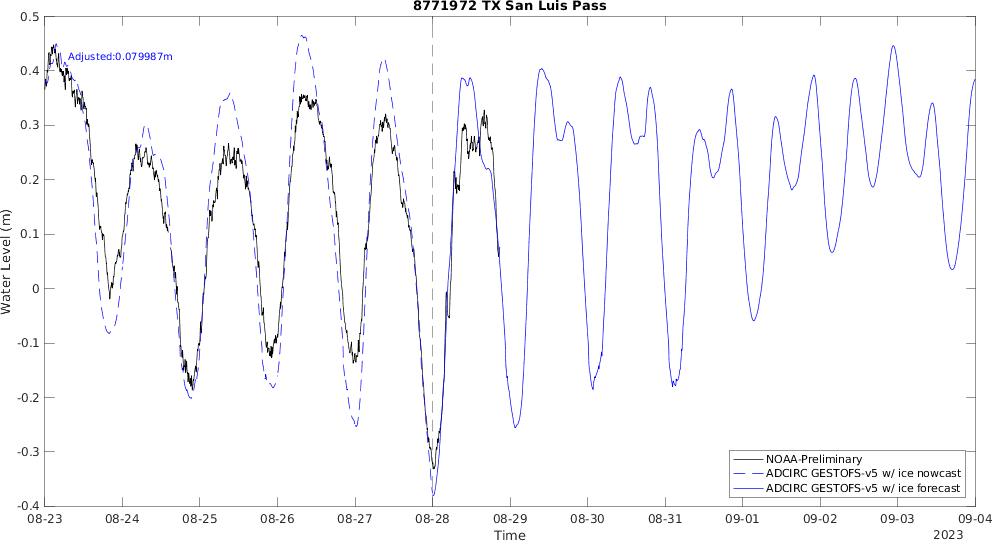 8771972 TX San Luis Pass
Adjusted:0.079987m
Water Level (m)
0.5
0.4
0.3
0.2
0.1
0
-0.1
-0.2
-0.3
-0.4
NOAA-Preliminary
ADCIRC GESTOFS-v5 w/ ice nowcast
ADCIRC GESTOFS-v5 w/ ice forecast
08-23 08-24 08-25 08-26 08-27 08-28 08-29 08-30 08-31 09-01 09-02 09-03 09-04
Time
2023